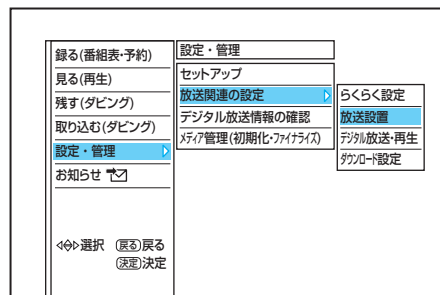 録る(番組表・予約)
見る(再生)
残す(ダビング)
取り込む(ダビング)
設定・管理
お知らせ
選択 戻る戻る
決定決定
設定・管理
セットアップ
放送関連の設定
デジタル放送情報の確認
メディア管理(初期化・ファイナライズ)
らくらく設定
放送設置
デジタル放送・再生
ダウンロード設定